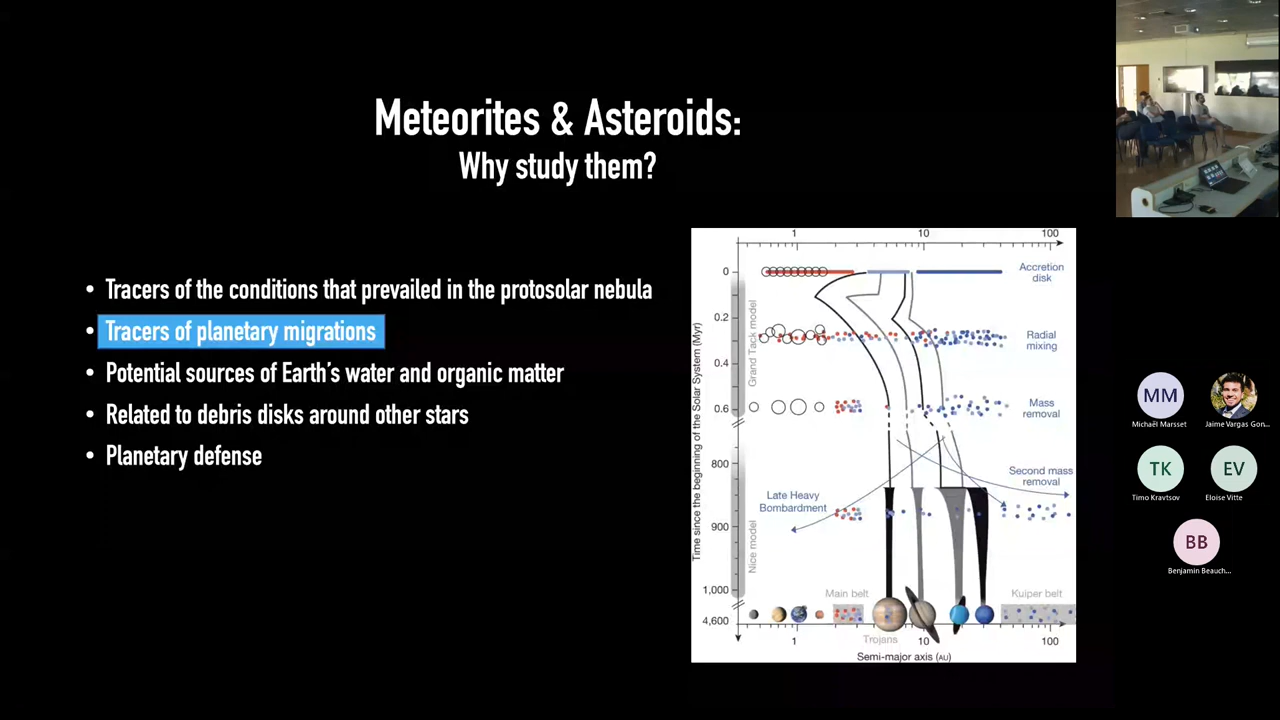 Meteorites & Asteroids:
Why study them?
• Tracers of the conditions that prevailed in the protosolar nebula
• Tracers of planetary migrations
• Potential sources of Earth's water and organic matter
• Related to debris disks around other stars
• Planetary defense
1 10 100
0
Accretion
disk
0.2
Radial
mixing
0.4
Mass
removal
0.6
Grand Tack model
Time since the beginning of the Solar System (Myr)
800
Second mass
removal
Late Heavy
Bombardment
900
Nice model
1,000
Main belt
Kuiper belt
4,600
Trojans
1 10 100
Semi-major axis (AU)
MM
Michaël Marsset
Jaime Vargas Gon...
TK
Timo Kravtsov
EV
Eloise Vitte
BB
Benjamin Beauch...